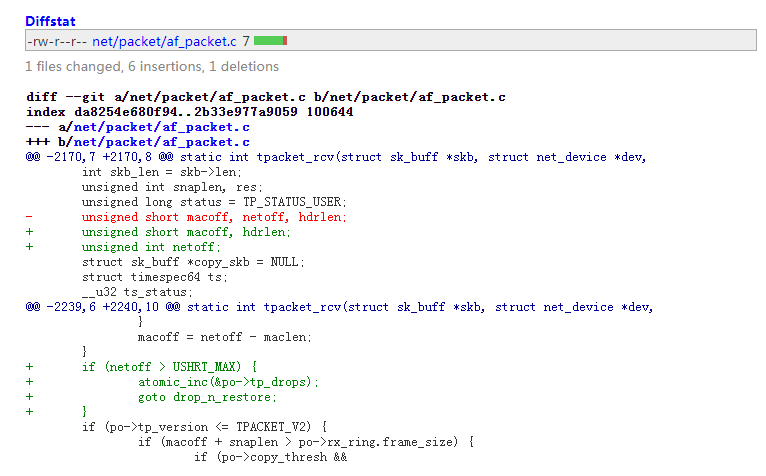 Diffstat
-rw-r--r-- net/packet/af_packet.c 7
1 files changed, 6 insertions, 1 deletions
diff --git a/net/packet/af_packet.c b/net/packet/af_packet.c
index da8254e680f94..2b33e977a9059 100644
--- a/net/packet/af_packet.c
+++ b/net/packet/af_packet.c
@@ -2170,7 +2170,8 @@ static int tpacket_rcv(struct sk_buff *skb, struct net_device *dev,
        int skb_len = skb->len;
        unsigned int snaplen, res;
        unsigned long status = TP_STATUS_USER;
-       unsigned short macoff, netoff, hdrlen;
+       unsigned short macoff, hdrlen;
+       unsigned int netoff;
        struct sk_buff *copy_skb = NULL;
        struct timespec64 ts;
        __u32 ts_status;
@@ -2239,6 +2240,10 @@ static int tpacket_rcv(struct sk_buff *skb, struct net_device *dev,
                }
                macoff = netoff - maclen;
        }
+       if (netoff > USHRT_MAX) {
+               atomic_inc(&po->tp_drops);
+               goto drop_n_restore;
+       }
        if (po->tp_version <= TPACKET_V2) {
                if (macoff + snaplen > po->rx_ring.frame_size) {
                        if (po->copy_thresh &&